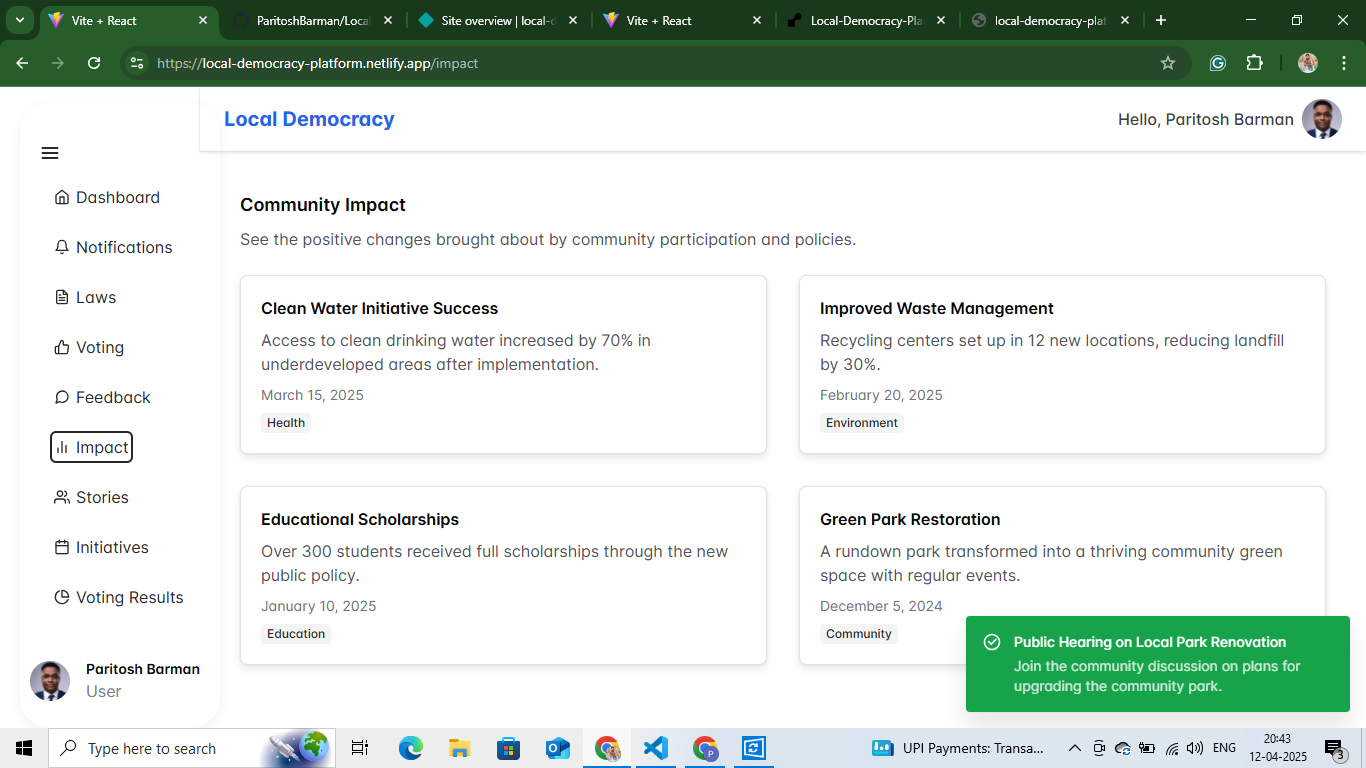 Vite + React
ParitoshBarman/Local
Site overview | local-d
Vite + React
Local-Democracy-Pla
local-democracy-plat
https://local-democracy-platform.netlify.app/impact
Local Democracy
Hello, Paritosh Barman
Dashboard
Notifications
Laws
Voting
Feedback
Impact
Stories
Initiatives
Voting Results
Paritosh Barman
User
Community Impact
See the positive changes brought about by community participation and policies.
Clean Water Initiative Success
Access to clean drinking water increased by 70% in
underdeveloped areas after implementation.
March 15, 2025
Health
Improved Waste Management
Recycling centers set up in 12 new locations, reducing landfill
by 30%.
February 20, 2025
Environment
Educational Scholarships
Over 300 students received full scholarships through the new
public policy.
January 10, 2025
Education
Green Park Restoration
A rundown park transformed into a thriving community green
space with regular events.
December 5, 2024
Community
Public Hearing on Local Park Renovation
Join the community discussion on plans for
upgrading the community park.
Type here to search
P
UPI Payments: Transa...
ENG
20:43
12-04-2025
3